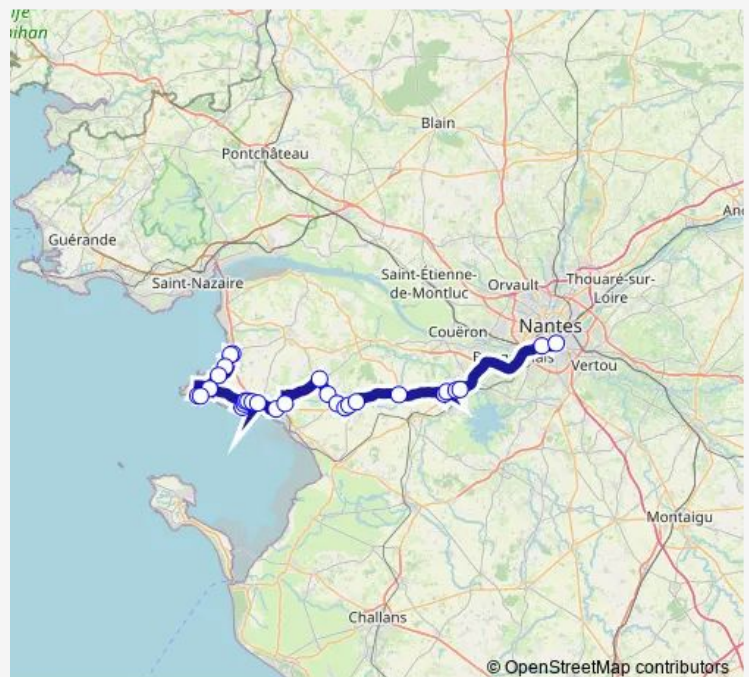 ihan
Blain
Pontchâteau
Guérande
Saint-Nazaire
Saint-Étienne-
de-Montluc
Orvault
Thouaré-sur-
Loire
Couëron
Nantes
Vertou
Montaigu
Challans
© OpenStreetMap contributors